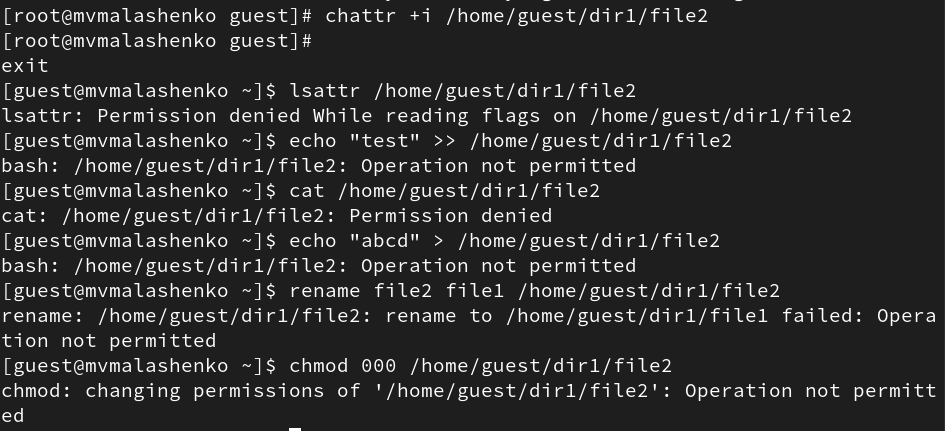 [root@mvmalashenko guest]# chattr +i /home/guest/dir1/file2
[root@mvmalashenko guest]#
exit
[guest@mvmalashenko ~]$ lsattr /home/guest/dir1/file2
lsattr: Permission denied While reading flags on /home/guest/dir1/file2
[guest@mvmalashenko ~]$ echo "test" >> /home/guest/dir1/file2
bash: /home/guest/dir1/file2: Operation not permitted
[guest@mvmalashenko ~]$ cat /home/guest/dir1/file2
cat: /home/guest/dir1/file2: Permission denied
[guest@mvmalashenko ~]$ echo "abcd" > /home/guest/dir1/file2
bash: /home/guest/dir1/file2: Operation not permitted
[guest@mvmalashenko ~]$ rename file2 file1 /home/guest/dir1/file2
rename: /home/guest/dir1/file2: rename to /home/guest/dir1/file1 failed: Opera
tion not permitted
[guest@mvmalashenko ~]$ chmod 000 /home/guest/dir1/file2
chmod: changing permissions of '/home/guest/dir1/file2': Operation not permitt
ed